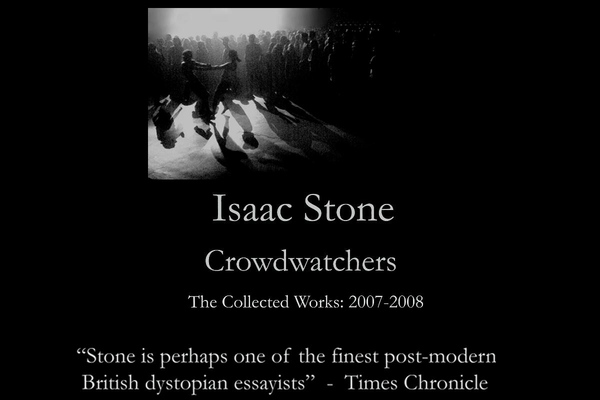 Isaac Stone
Crowdwatchers
The Collected Works: 2007-2008
“Stone is perhaps one of the finest post-modern
British dystopian essayists” - Times Chronicle